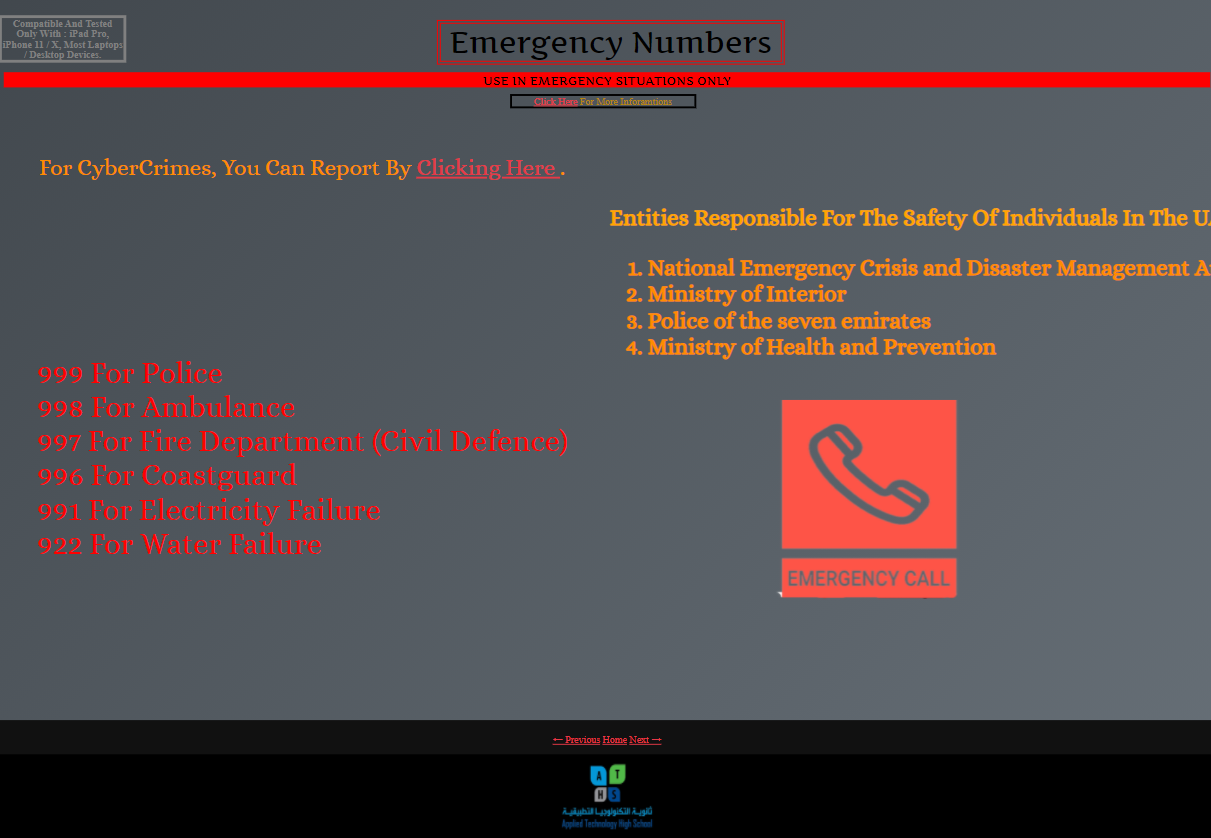 Compatible And Tested
Only With : iPad Pro,
iPhone 11 / X, Most Laptops
/ Desktop Devices.
Emergency Numbers
USE IN EMERGENCY SITUATIONS ONLY
Click Here For More Inforamtions
For CyberCrimes, You Can Report By Clicking Here .
Entities Responsible For The Safety Of Individuals In The
1. National Emergency Crisis and Disaster Management
2. Ministry of Interior
3. Police of the seven emirates
4. Ministry of Health and Prevention
999 For Police
998 For Ambulance
997 For Fire Department (Civil Defence)
996 For Coastguard
991 For Electricity Failure
922 For Water Failure
EMERGENCY CALL
← Previous Home Next →
A T
H S
ثانوية التكنولوجيا التطبيقية
Applied Technology High School